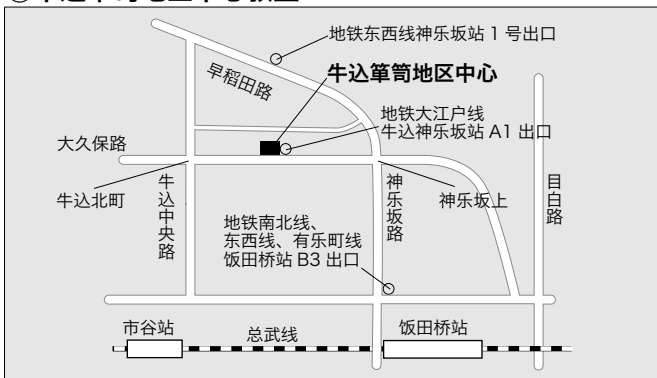 地铁东西线神乐坂站 1 号出口
早稻田路
牛込箪笥地区中心
地铁大江户线
牛込神乐坂站 A1 出口
大久保路
牛込北町
牛込中央路
神乐坂路
神乐坂上
目白路
地铁南北线、
东西线、有乐町线
饭田桥站 B3 出口
市谷站
总武线
饭田桥站